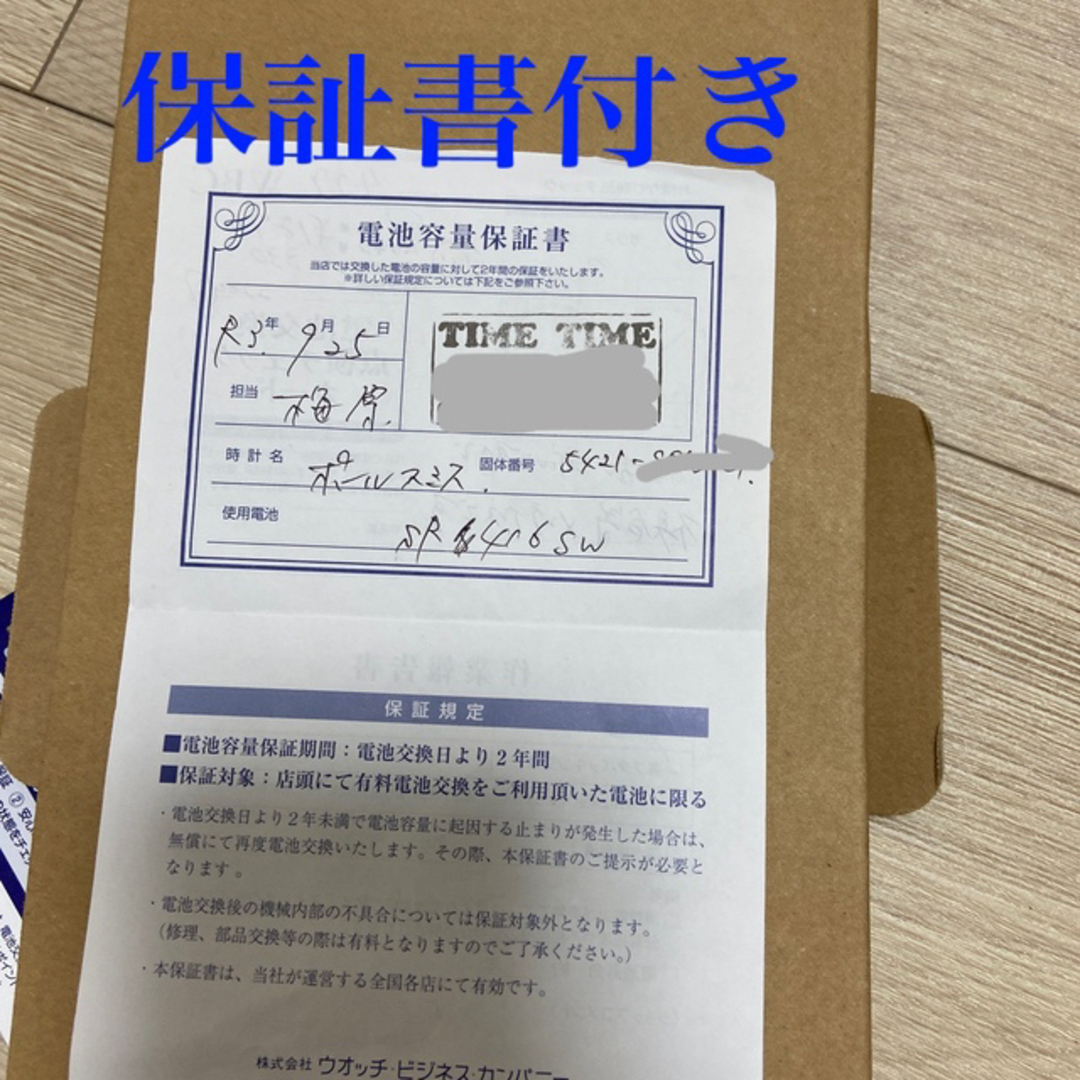 保証書付き
電池容量保証書
当店では交換した電池の容量に対して2年間の保証をいたします。
※詳しい保証規定については下記をご参照下さい。
R3.年 9月 25日
TIME TIME
担当 梅原.
時計名 ポールスミス. 固体番号 5421-
使用電池 SR 416 SW
保証規定
■電池容量保証期間：電池交換日より2年間
■保証対象：店頭にて有料電池交換をご利用頂いた電池に限る
・電池交換日より2年未満で電池容量に起因する止まりが発生した場合は、
無償にて再度電池交換いたします。その際、本保証書のご提示が必要と
なります。
・電池交換後の機械内部の不具合については保証対象外となります。
（修理、部品交換等の際は有料となりますのでご了承ください。）
・本保証書は、当社が運営する全国各店にて有効です。
株式会社 ウオッチ・ビジネス・カンパニー